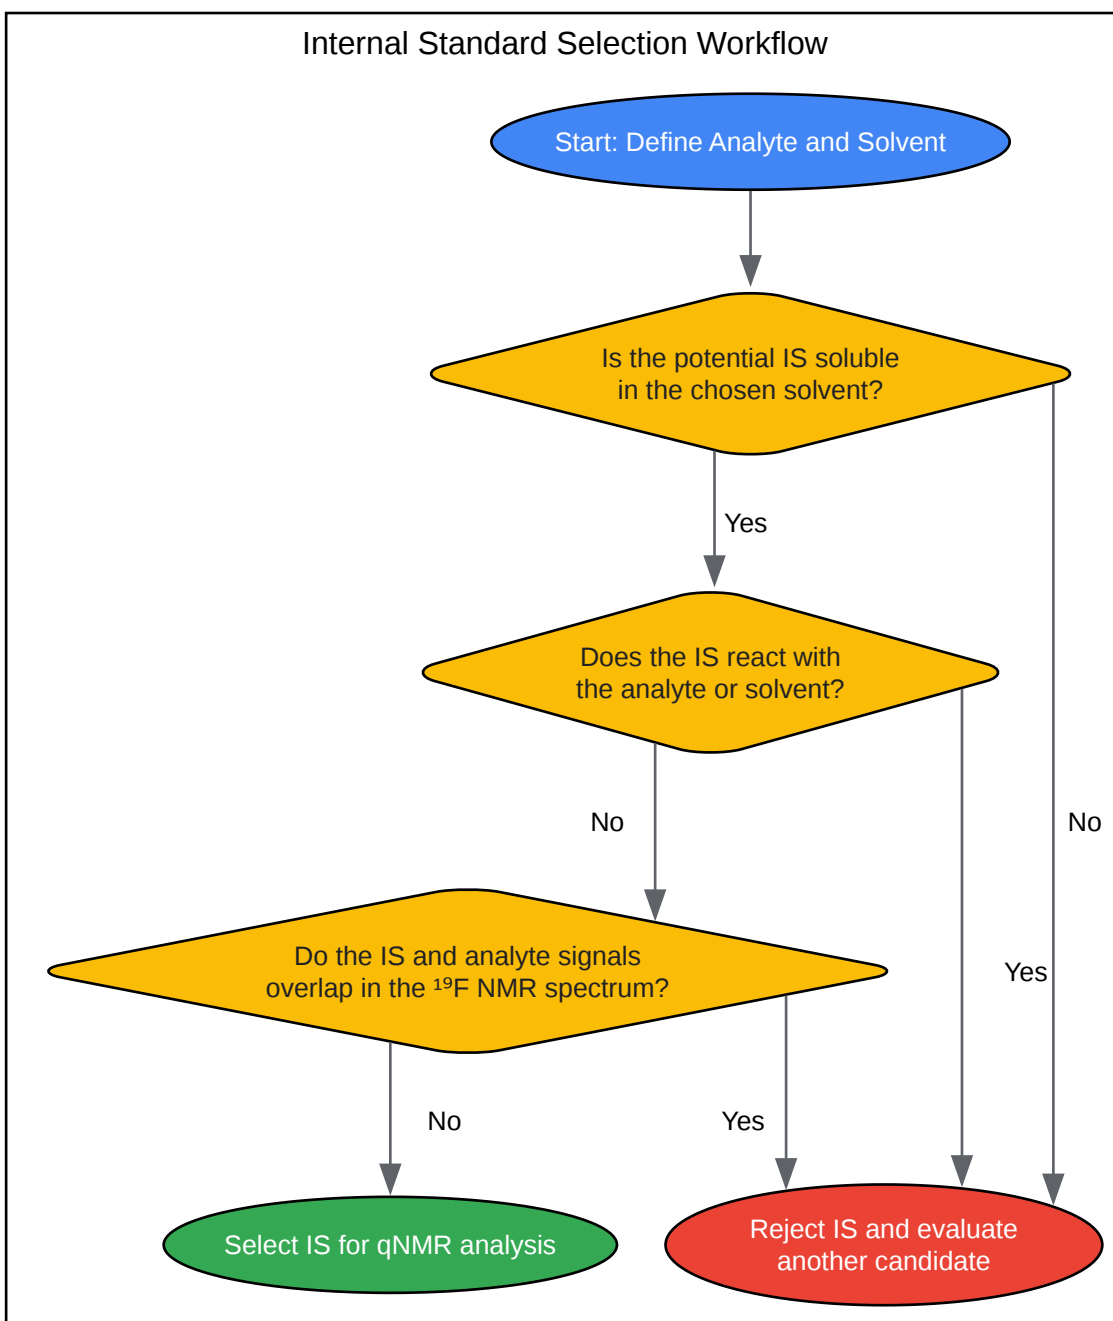 Internal Standard Selection Workflow
Start: Define Analyte and Solvent
Is the potential IS soluble
in the chosen solvent?
Yes
Does the IS react with
the analyte or solvent?
No
No
Do the IS and analyte signals
overlap in the ¹⁹F NMR spectrum?
Yes
No
Yes
Select IS for qNMR analysis
Reject IS and evaluate
another candidate